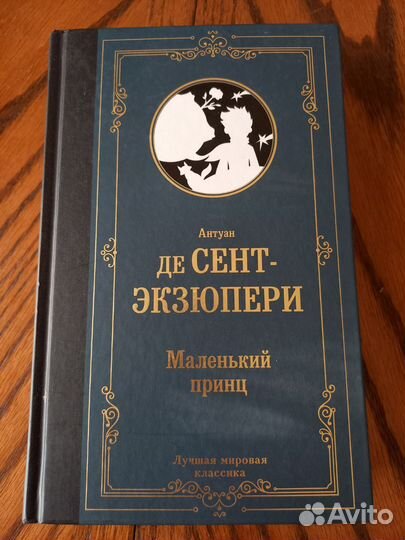 Антуан
ДЕ СЕНТ-
ЭКЗЮПЕРИ
Маленький
принц
Лучшая мировая
классика
Avito